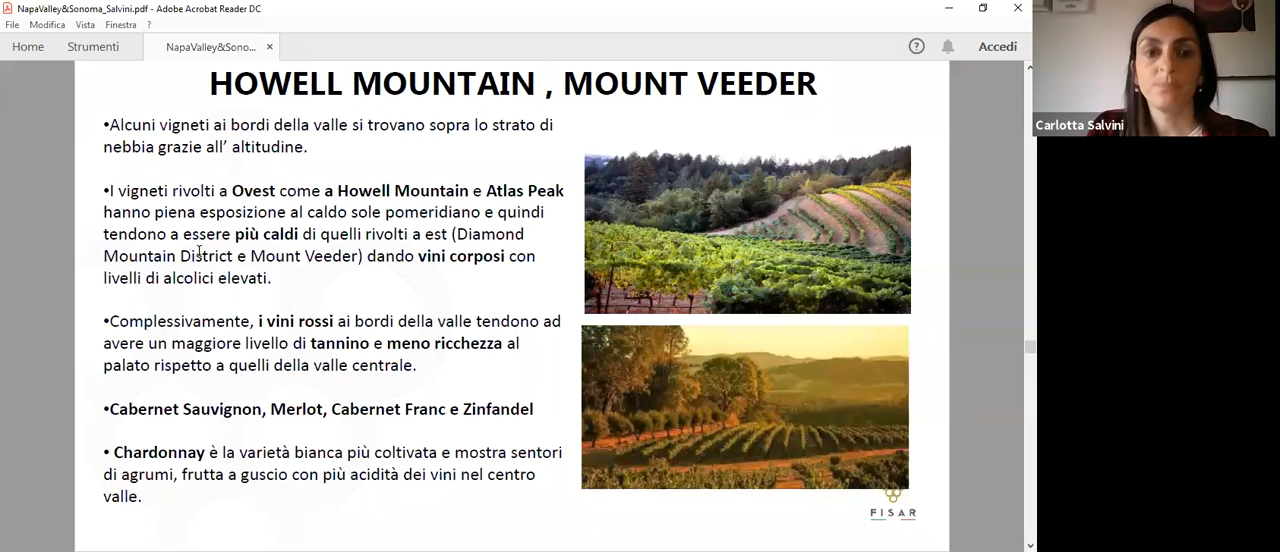 NapaValley&Sonoma_Salvini.pdf - Adobe Acrobat Reader DC
File Modifica Vista Finestra ?
Home Strumenti NapaValley&Sono... × ? Accedi
HOWELL MOUNTAIN , MOUNT VEEDER
•Alcuni vigneti ai bordi della valle si trovano sopra lo strato di
nebbia grazie all’ altitudine.
•I vigneti rivolti a Ovest come a Howell Mountain e Atlas Peak
hanno piena esposizione al caldo sole pomeridiano e quindi
tendono a essere più caldi di quelli rivolti a est (Diamond
Mountain District e Mount Veeder) dando vini corposi con
livelli di alcolici elevati.
•Complessivamente, i vini rossi ai bordi della valle tendono ad
avere un maggiore livello di tannino e meno ricchezza al
palato rispetto a quelli della valle centrale.
•Cabernet Sauvignon, Merlot, Cabernet Franc e Zinfandel
• Chardonnay è la varietà bianca più coltivata e mostra sentori
di agrumi, frutta a guscio con più acidità dei vini nel centro
valle.
FISAR
Carlotta Salvini